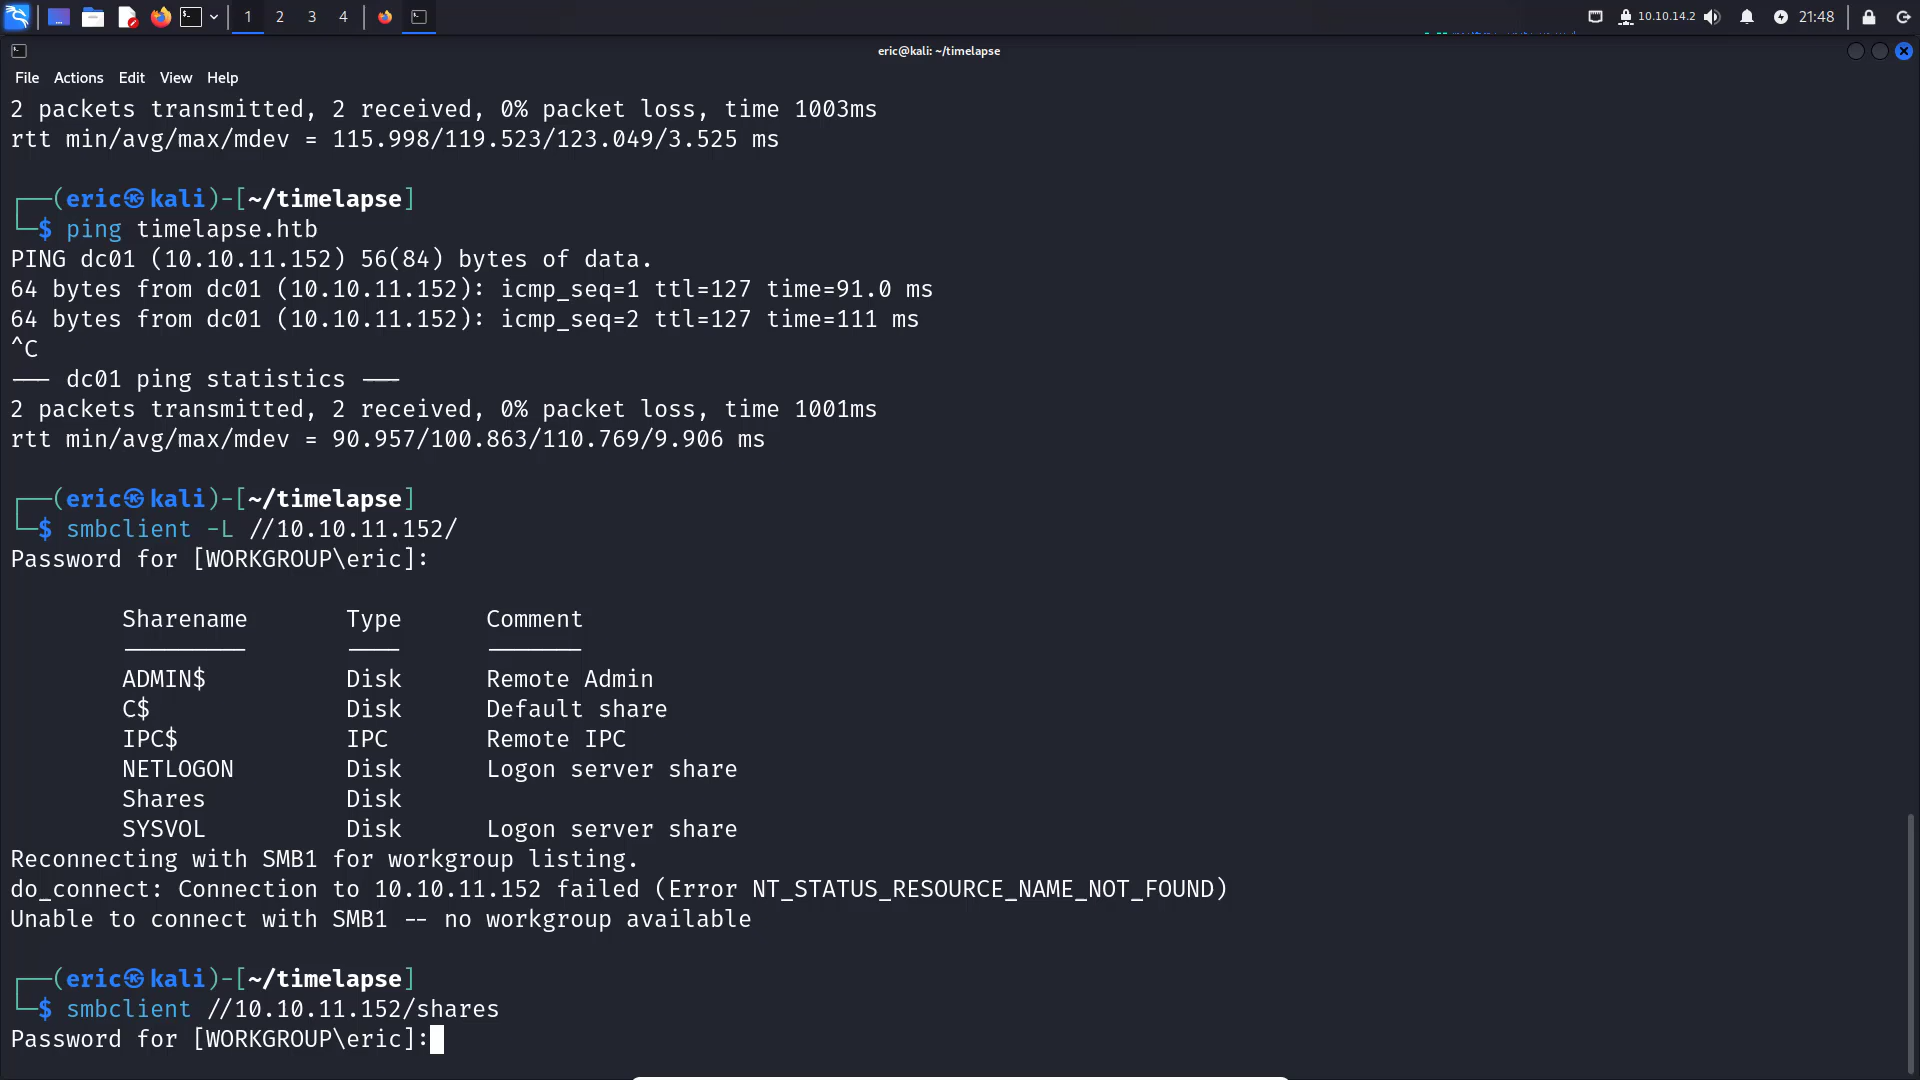 1 2 3 4 10.10.14.2 21:48
eric@kali: ~/timelapse
File Actions Edit View Help
2 packets transmitted, 2 received, 0% packet loss, time 1003ms
rtt min/avg/max/mdev = 115.998/119.523/123.049/3.525 ms
┌──(eric㉿kali)-[~/timelapse]
└─$ ping timelapse.htb
PING dc01 (10.10.11.152) 56(84) bytes of data.
64 bytes from dc01 (10.10.11.152): icmp_seq=1 ttl=127 time=91.0 ms
64 bytes from dc01 (10.10.11.152): icmp_seq=2 ttl=127 time=111 ms
^C
--- dc01 ping statistics ---
2 packets transmitted, 2 received, 0% packet loss, time 1001ms
rtt min/avg/max/mdev = 90.957/100.863/110.769/9.906 ms
┌──(eric㉿kali)-[~/timelapse]
└─$ smbclient -L //10.10.11.152/
Password for [WORKGROUP\eric]:
Sharename Type Comment
--------- ---- -------
ADMIN$ Disk Remote Admin
C$ Disk Default share
IPC$ IPC Remote IPC
NETLOGON Disk Logon server share
Shares Disk
SYSVOL Disk Logon server share
Reconnecting with SMB1 for workgroup listing.
do_connect: Connection to 10.10.11.152 failed (Error NT_STATUS_RESOURCE_NAME_NOT_FOUND)
Unable to connect with SMB1 -- no workgroup available
┌──(eric㉿kali)-[~/timelapse]
└─$ smbclient //10.10.11.152/shares
Password for [WORKGROUP\eric]: